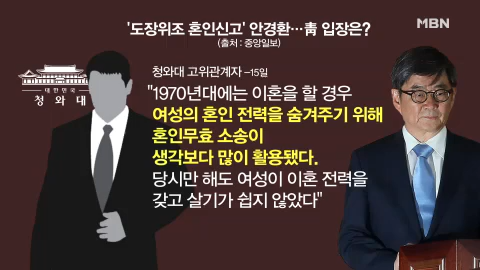 '도장위조 혼인신고' 안경환…靑 입장은?
(출처 : 중앙일보)
MBN
대한민국
청와대
청와대 고위관계자 –15일
"1970년대에는 이혼을 할 경우
여성의 혼인 전력을 숨겨주기 위해
혼인무효 소송이
생각보다 많이 활용됐다.
당시만 해도 여성이 이혼 전력을
갖고 살기가 쉽지 않았다"